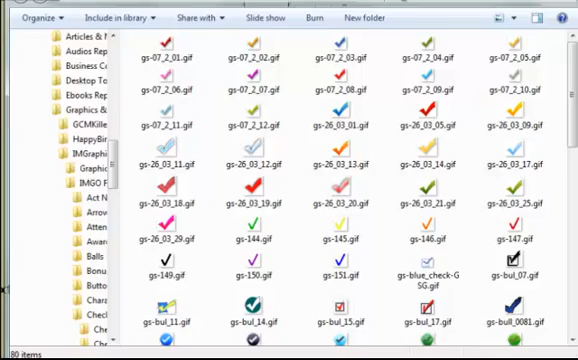 Organize Include in library Share with Slide show Burn New folder
Articles & 
Audios Rep
Business Co
Desktop To
Ebooks Rep
Graphics &
GCMKille
HappyBir
IMGraphi
Graphic
IMGO F
Act N
Arrow
Atten
Award
Balls
Bonu
Butto
Chara
Check
Che
Che
gs-07_2_01.gif gs-07_2_02.gif gs-07_2_03.gif gs-07_2_04.gif gs-07_2_05.gif
gs-07_2_06.gif gs-07_2_07.gif gs-07_2_08.gif gs-07_2_09.gif gs-07_2_10.gif
gs-07_2_11.gif gs-07_2_12.gif gs-26_03_01.gif gs-26_03_05.gif gs-26_03_09.gif
gs-26_03_11.gif gs-26_03_12.gif gs-26_03_13.gif gs-26_03_14.gif gs-26_03_17.gif
gs-26_03_18.gif gs-26_03_19.gif gs-26_03_20.gif gs-26_03_21.gif gs-26_03_25.gif
gs-26_03_29.gif gs-144.gif gs-145.gif gs-146.gif gs-147.gif
gs-149.gif gs-150.gif gs-151.gif gs-blue_check-G gs-bul_07.gif
SG.gif
gs-bul_11.gif gs-bul_14.gif gs-bul_15.gif gs-bul_17.gif gs-bull_0081.gif
80 items